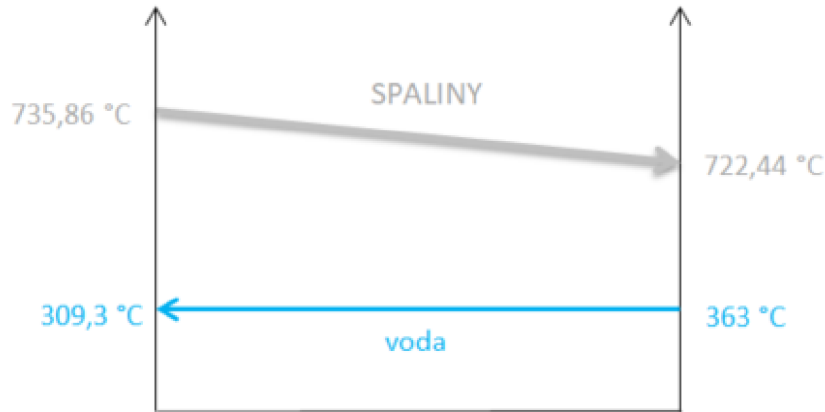 SPALINY
735,86 °C
722,44 °C
309,3 °C
363 °C
voda